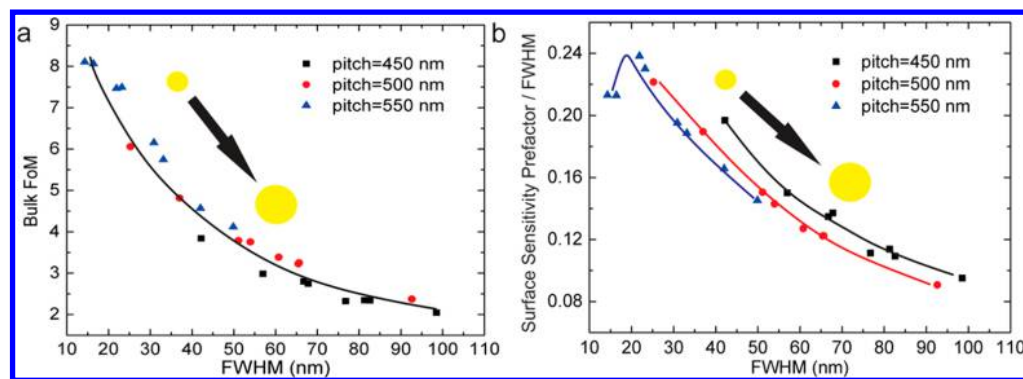 a
8
7
6
5
4
3
2
Bulk FoM
10 20 30 40 50 60 70 80 90 100 110
FWHM (nm)
pitch=450 nm
pitch=500 nm
pitch=550 nm
b
0.24
0.20
0.16
0.12
0.08
Surface Sensitivity Prefactor / FWHM
10 20 30 40 50 60 70 80 90 100 110
FWHM (nm)
pitch=450 nm
pitch=500 nm
pitch=550 nm